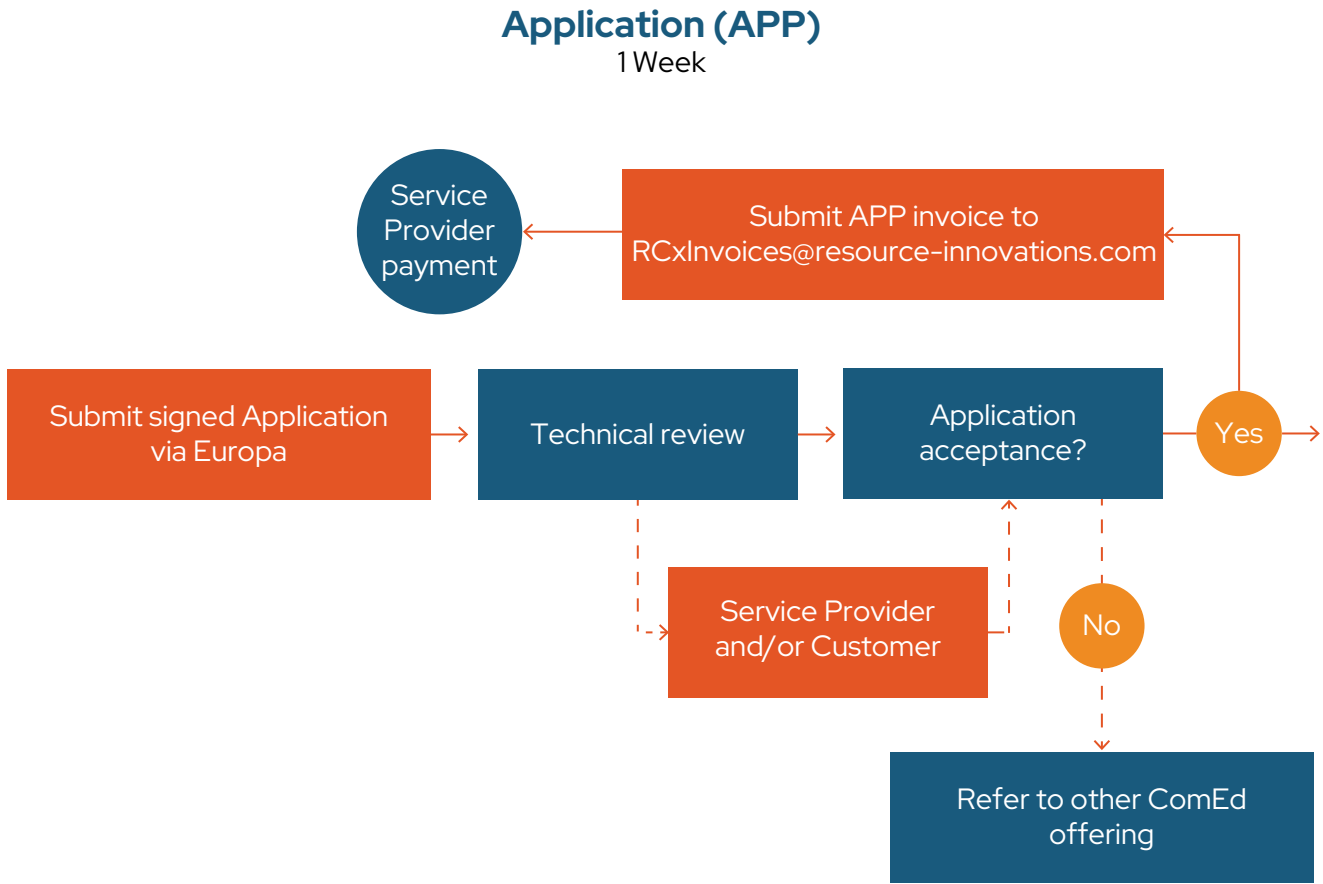 Application (APP)
1 Week
Service
Provider
payment
Submit APP invoice to
RCxInvoices@resource-innovations.com
Submit signed Application
via Europa
Technical review
Application
acceptance?
Yes
Service Provider
and/or Customer
No
Refer to other ComEd
offering